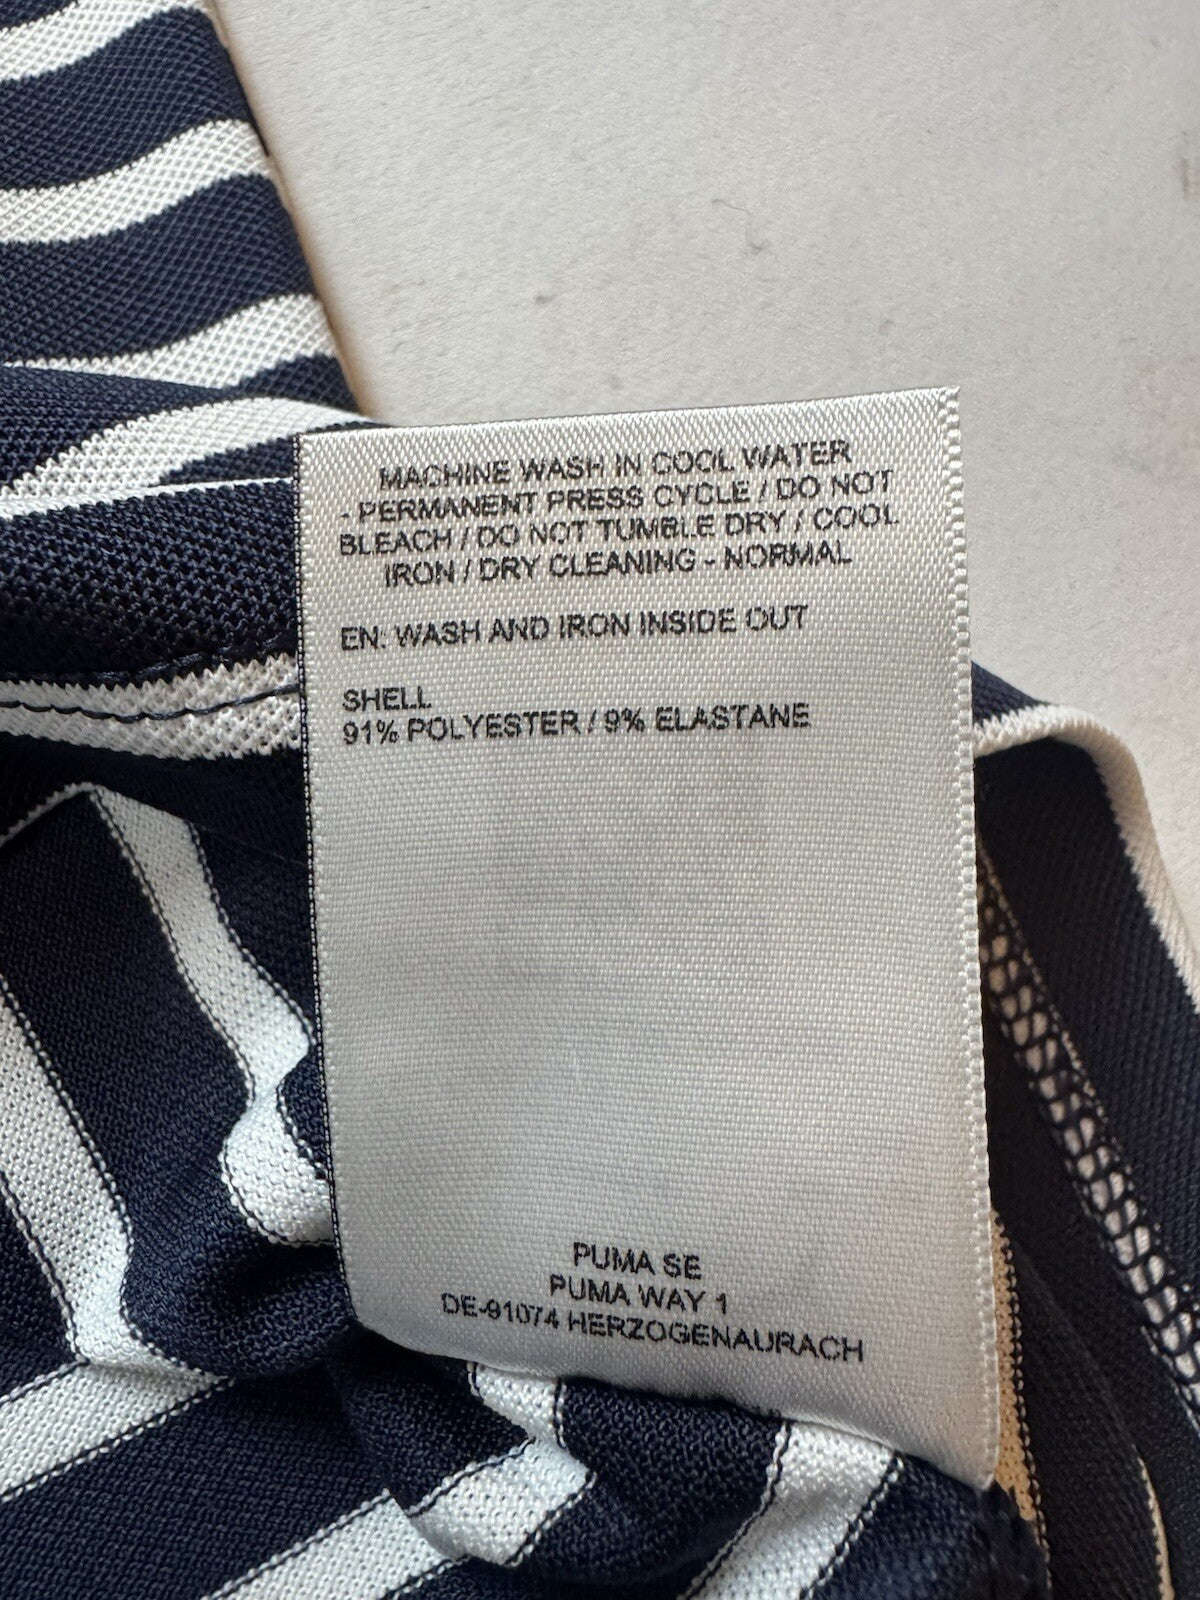 MACHINE WASH IN COOL WATER
- PERMANENT PRESS CYCLE / DO NOT
BLEACH / DO NOT TUMBLE DRY / COOL
IRON / DRY CLEANING - NORMAL
EN: WASH AND IRON INSIDE OUT
SHELL
91% POLYESTER / 9% ELASTANE
PUMA SE
PUMA WAY 1
DE-91074 HERZOGENAURACH